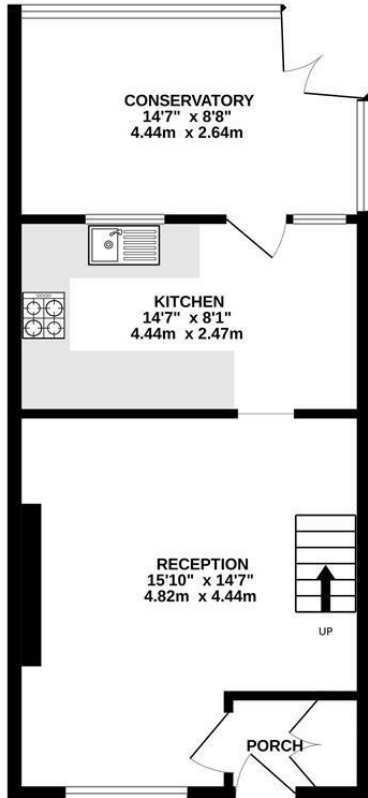 CONSERVATORY
14'7" x 8'8"
4.44m x 2.64m
KITCHEN
14'7" x 8'1"
4.44m x 2.47m
RECEPTION
15'10" x 14'7"
4.82m x 4.44m
UP
PORCH